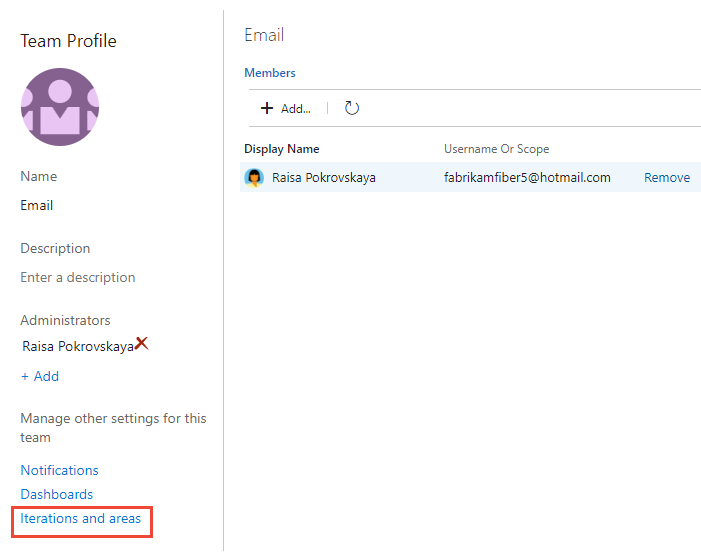 Team Profile
Name
Email
Description
Enter a description
Administrators
Raisa Pokrovskaya
+ Add
Manage other settings for this
team
Notifications
Dashboards
Iterations and areas
Email
Members
+ Add...
Display Name Username Or Scope
Raisa Pokrovskaya fabrikamfiber5@hotmail.com Remove